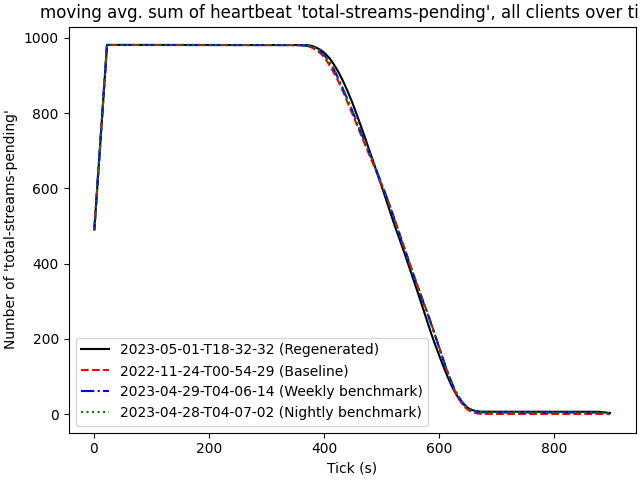 moving avg. sum of heartbeat 'total-streams-pending', all clients over ti
Number of 'total-streams-pending'
1000
800
600
400
200
0
2023-05-01-T18-32-32 (Regenerated)
2022-11-24-T00-54-29 (Baseline)
2023-04-29-T04-06-14 (Weekly benchmark)
2023-04-28-T04-07-02 (Nightly benchmark)
0 200 400 600 800
Tick (s)